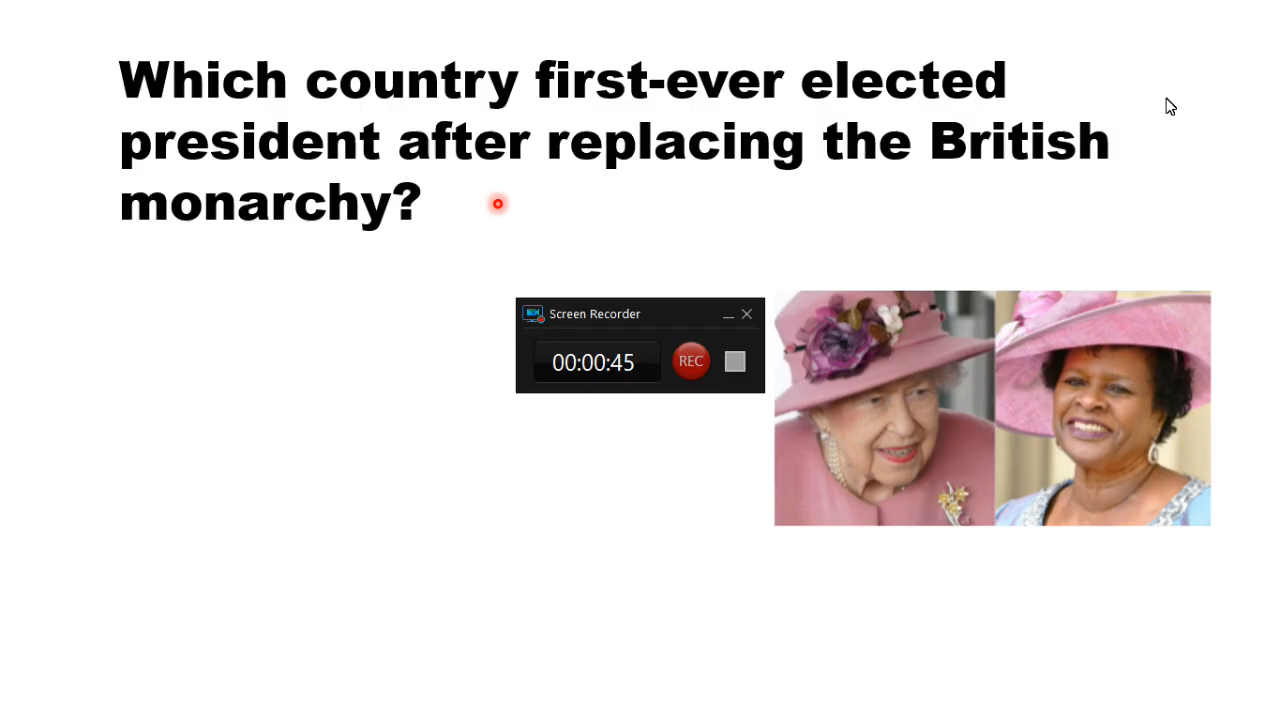 Which country first-ever elected
president after replacing the British
monarchy?
Screen Recorder
00:00:45
REC